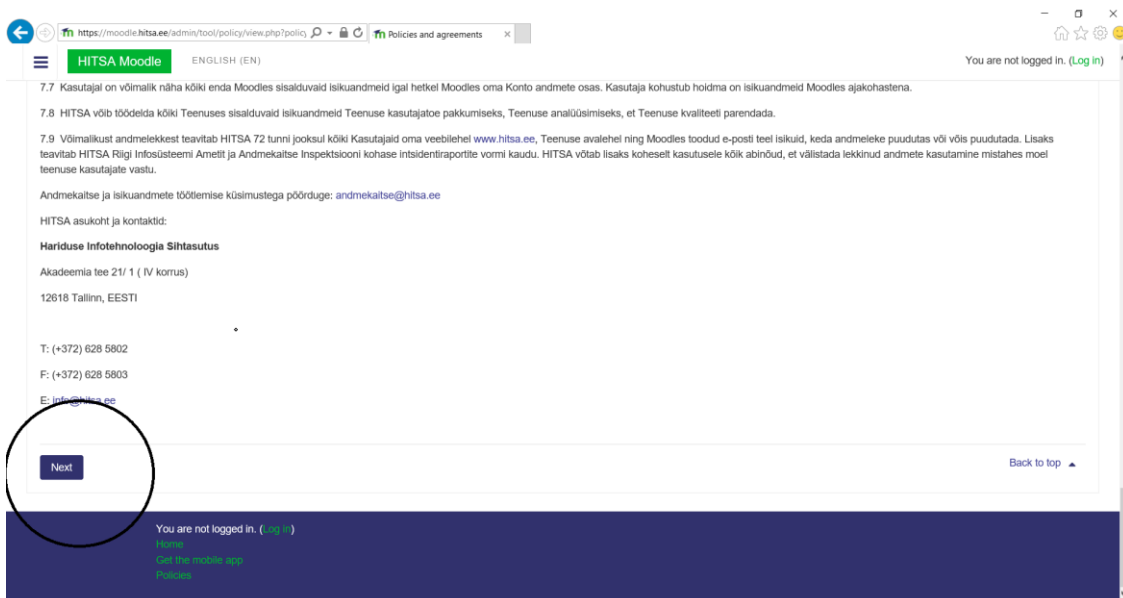 https://moodle.hitsa.ee/admin/tool/policy/view.php?policy
Policies and agreements
HITSA Moodle
ENGLISH (EN)
You are not logged in. (Log in)
7.7 Kasutajal on võimalik näha kõiki enda Moodles sisalduvaid isikuandmeid igal hetkel Moodles oma Konto andmete osas. Kasutaja kohustub hoidma on isikuandmeid Moodles ajakohastena.
7.8 HITSA võib töödelda kõiki Teenuses sisalduvaid isikuandmeid Teenuse kasutajatoe pakkumiseks, Teenuse analüüsimiseks, et Teenuse kvaliteeti parendada.
7.9 Võimalikust andmelekkest teavitab HITSA 72 tunni jooksul kõiki Kasutajaid oma veebilehel www.hitsa.ee, Teenuse avalehel ning Moodles toodud e-posti teel isikuid, keda andmeleke puudutas või võis puudutada. Lisaks
teavitab HITSA Riigi Infosüsteemi Ametit ja Andmekaitse Inspektsiooni kohase intsidentiraportite vormi kaudu. HITSA võtab lisaks koheselt kasutusele kõik abinõud, et välistada lekkinud andmete kasutamine mistahes moel
teenuse kasutajate vastu.
Andmekaitse ja isikuandmete töötlemise küsimustega pöörduge: andmekaitse@hitsa.ee
HITSA asukoht ja kontaktid:
Hariduse Infotehnoloogia Sihtasutus
Akadeemia tee 21/ 1 ( IV korrus)
12618 Tallinn, EESTI
T: (+372) 628 5802
F: (+372) 628 5803
E: info@hitsa.ee
Next
Back to top
You are not logged in. (Log in)
Home
Get the mobile app
Policies